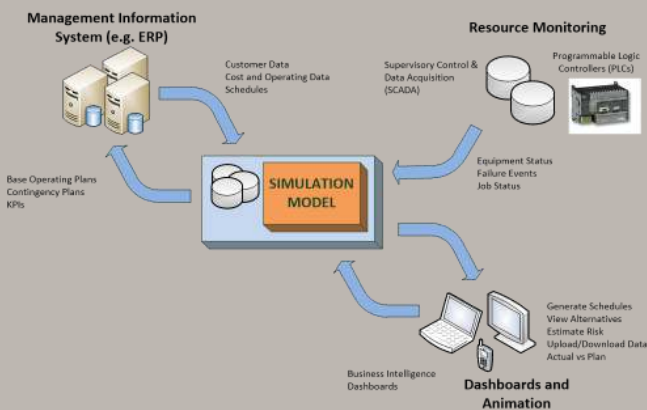 Management Information
System (e.g. ERP)
Customer Data
Cost and Operating Data
Schedules
Base Operating Plans
Contingency Plans
KPIs
Resource Monitoring
Supervisory Control &
Data Acquisition
(SCADA)
Programmable Logic
Controllers (PLCs)
Equipment Status
Failure Events
Job Status
SIMULATION
MODEL
Generate Schedules
View Alternatives
Estimate Risk
Upload/Download Data
Actual vs Plan
Business Intelligence
Dashboards
Dashboards and
Animation